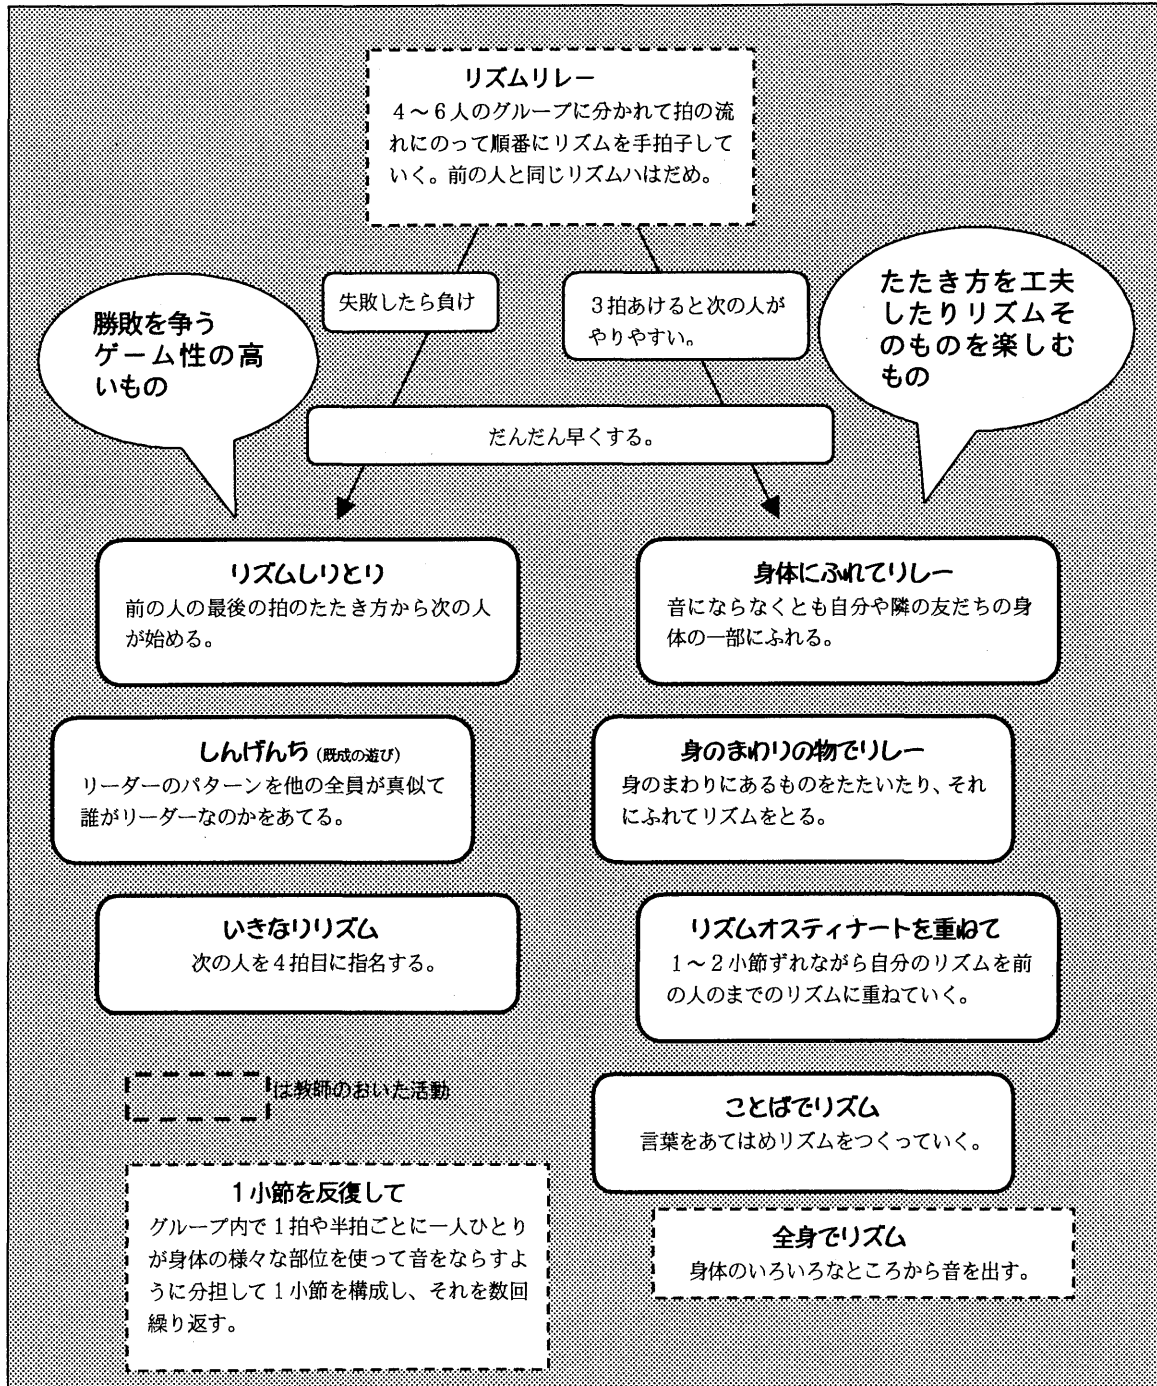 リズムリレー
4〜6人のグループに分かれて拍の流
れにのって順番にリズムを手拍子して
いく。前の人と同じリズムハはだめ。
失敗したら負け
3拍あけると次の人が
やりやすい。
勝敗を争う
ゲーム性の高
いもの
たたき方を工夫
したりリズムそ
のものを楽しむ
もの
だんだん早くする。
リズムしりとり
前の人の最後の拍のたたき方から次の人
が始める。
しんげんち(既成の遊び)
リーダーのパターンを他の全員が真似て
誰がリーダーなのかをあてる。
いきなりリズム
次の人を4拍目に指名する。
は教師のおいた活動
1小節を反復して
グループ内で1拍や半拍ごとに一人ひとり
が身体の様々な部位を使って音をならすよ
うに分担して1小節を構成し、それを数回
繰り返す。
身体にふれてリレー
音にならなくとも自分や隣の友だちの身
体の一部にふれる。
身のまわりの物でリレー
身のまわりにあるものをたたいたり、それ
にふれてリズムをとる。
リズムオスティナートを重ねて
1〜2小節ずれながら自分のリズムを前
の人のまでのリズムに重ねていく。
ことばでリズム
言葉をあてはめリズムをつくっていく。
全身でリズム
身体のいろいろなところから音を出す。